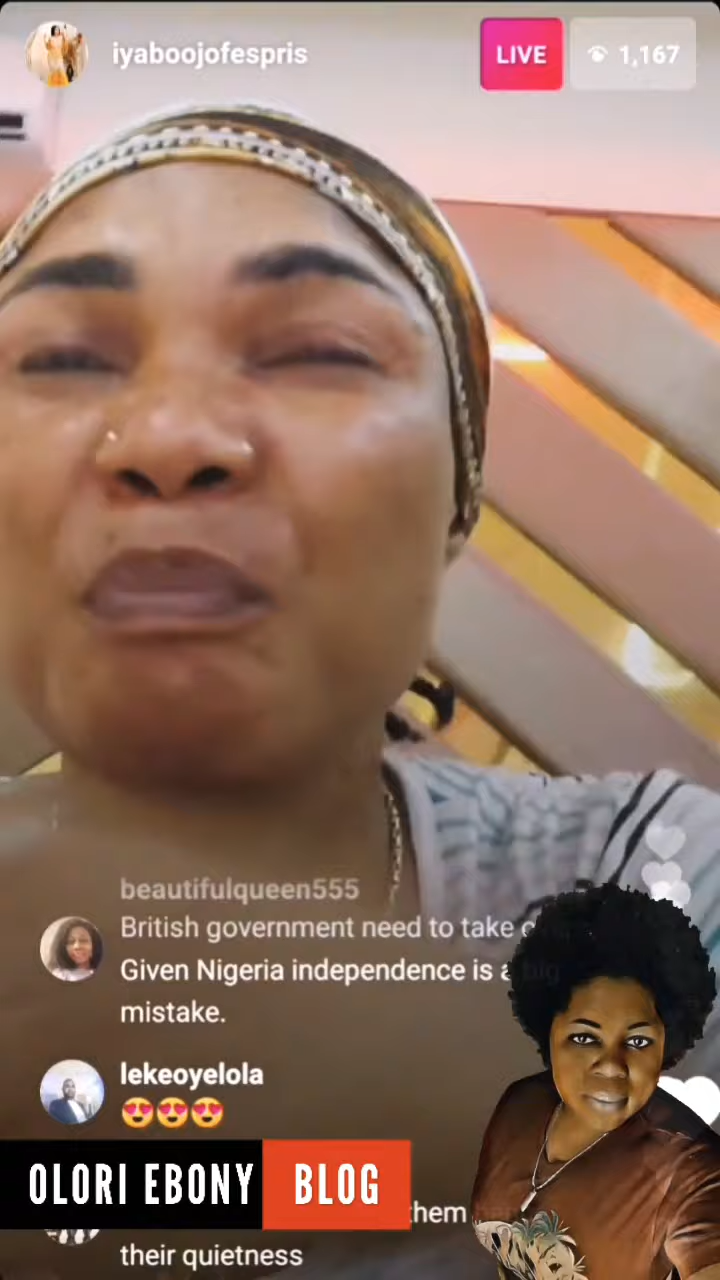 iyaboojofespris
LIVE
1,167
beautifulqueen555
British government need to take
Given Nigeria independence is a big
mistake.
lekeoyelola
😍😍😍
OLORI EBONY BLOG
them
their quietness